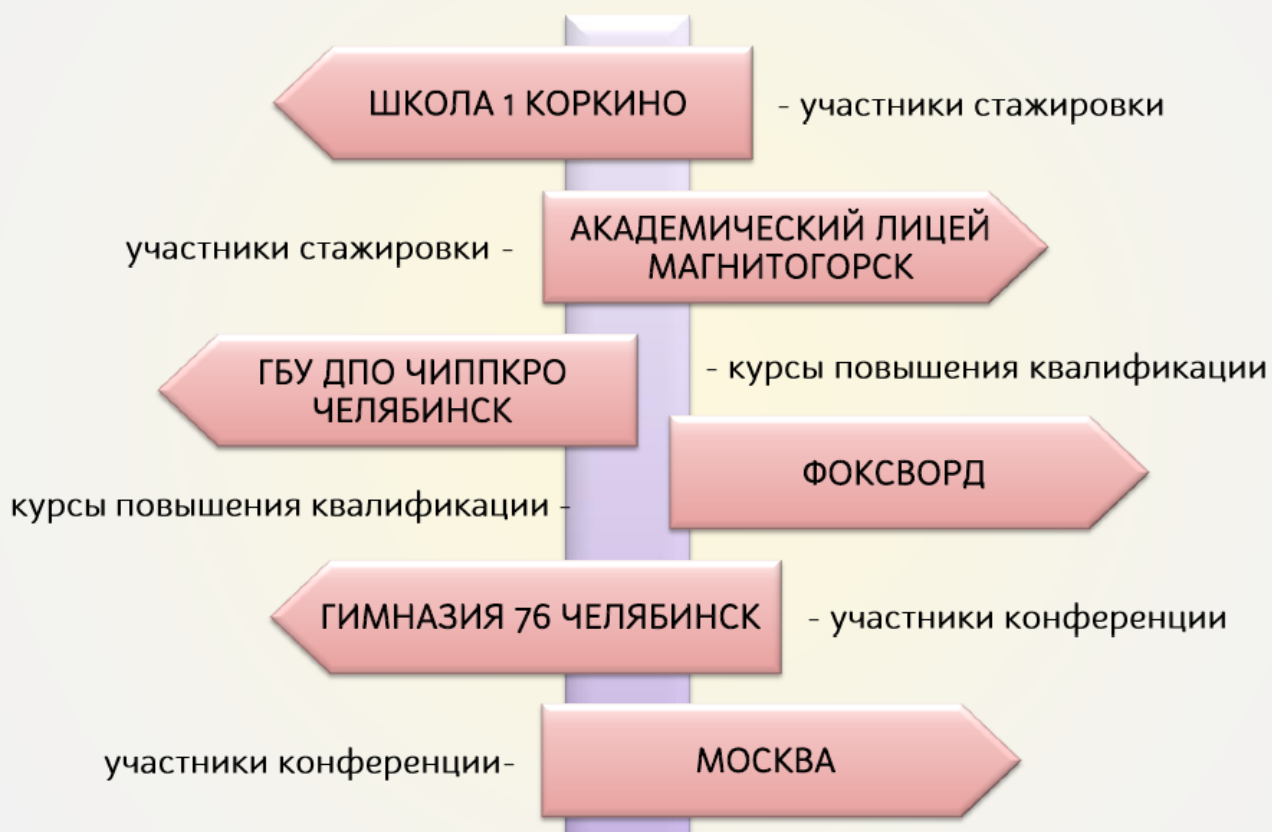 ШКОЛА 1 КОРКИНО
- участники стажировки
участники стажировки -
АКАДЕМИЧЕСКИЙ ЛИЦЕЙ
МАГНИТОГОРСК
ГБУ ДПО ЧИППКРО
ЧЕЛЯБИНСК
- курсы повышения квалификации
ФОКСВОРД
курсы повышения квалификации -
ГИМНАЗИЯ 76 ЧЕЛЯБИНСК
- участники конференции
участники конференции-
МОСКВА